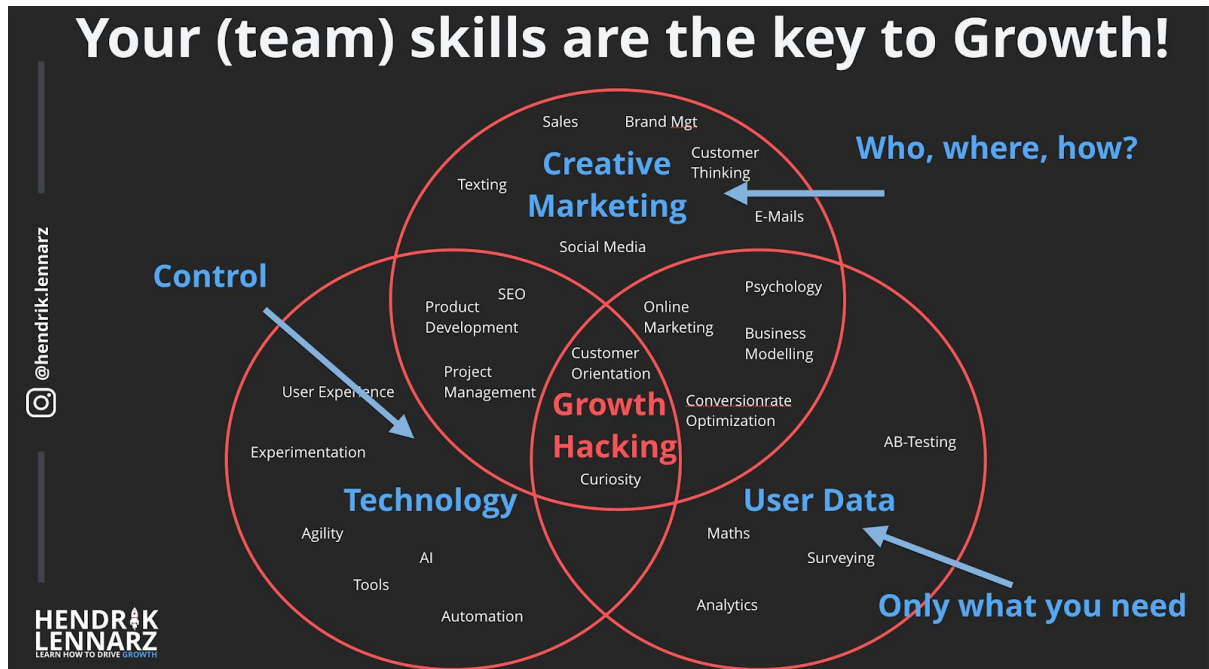 Your (team) skills are the key to Growth!
Sales
Brand Mgt
Customer
Thinking
Creative
Marketing
Who, where, how?
Texting
E-Mails
Social Media
Control
@hendrik.lennarz
SEO
Product
Development
Project
Management
Online
Marketing
Psychology
Business
Modelling
Customer
Orientation
Growth
Hacking
Curiosity
Conversionrate
Optimization
User Experience
Experimentation
Technology
Agility
AI
Tools
Automation
AB-Testing
User Data
Maths
Surveying
Analytics
Only what you need
HENDRIK
LENNARZ
LEARN HOW TO DRIVE GROWTH